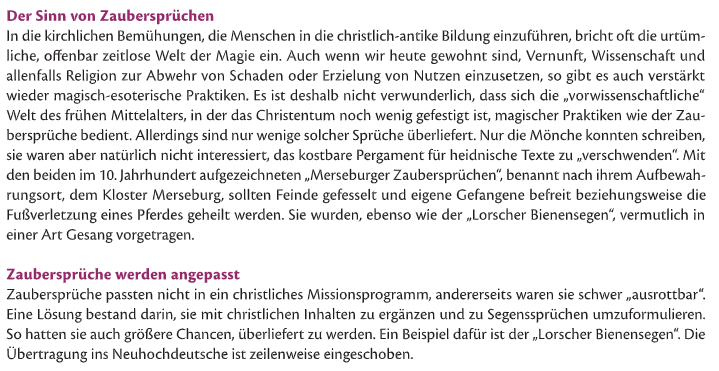 Der Sinn von Zaubersprüchen
In die kirchlichen Bemühungen, die Menschen in die christlich-antike Bildung einzuführen, bricht oft die urtüm-
liche, offenbar zeitlose Welt der Magie ein. Auch wenn wir heute gewohnt sind, Vernunft, Wissenschaft und
allenfalls Religion zur Abwehr von Schaden oder Erzielung von Nutzen einzusetzen, so gibt es auch verstärkt
wieder magisch-esoterische Praktiken. Es ist deshalb nicht verwunderlich, dass sich die „vorwissenschaftliche“
Welt des frühen Mittelalters, in der das Christentum noch wenig gefestigt ist, magischer Praktiken wie der Zau-
bersprüche bedient. Allerdings sind nur wenige solcher Sprüche überliefert. Nur die Mönche konnten schreiben,
sie waren aber natürlich nicht interessiert, das kostbare Pergament für heidnische Texte zu „verschwenden“. Mit
den beiden im 10. Jahrhundert aufgezeichneten „Merseburger Zaubersprüchen“, benannt nach ihrem Aufbewah-
rungsort, dem Kloster Merseburg, sollten Feinde gefesselt und eigene Gefangene befreit beziehungsweise die
Fußverletzung eines Pferdes geheilt werden. Sie wurden, ebenso wie der „Lorscher Bienensegen“, vermutlich in
einer Art Gesang vorgetragen.
Zaubersprüche werden angepasst
Zaubersprüche passten nicht in ein christliches Missionsprogramm, andererseits waren sie schwer „ausrottbar“.
Eine Lösung bestand darin, sie mit christlichen Inhalten zu ergänzen und zu Segenssprüchen umzuformulieren.
So hatten sie auch größere Chancen, überliefert zu werden. Ein Beispiel dafür ist der „Lorscher Bienensegen“. Die
Übertragung ins Neuhochdeutsche ist zeilenweise eingeschoben.